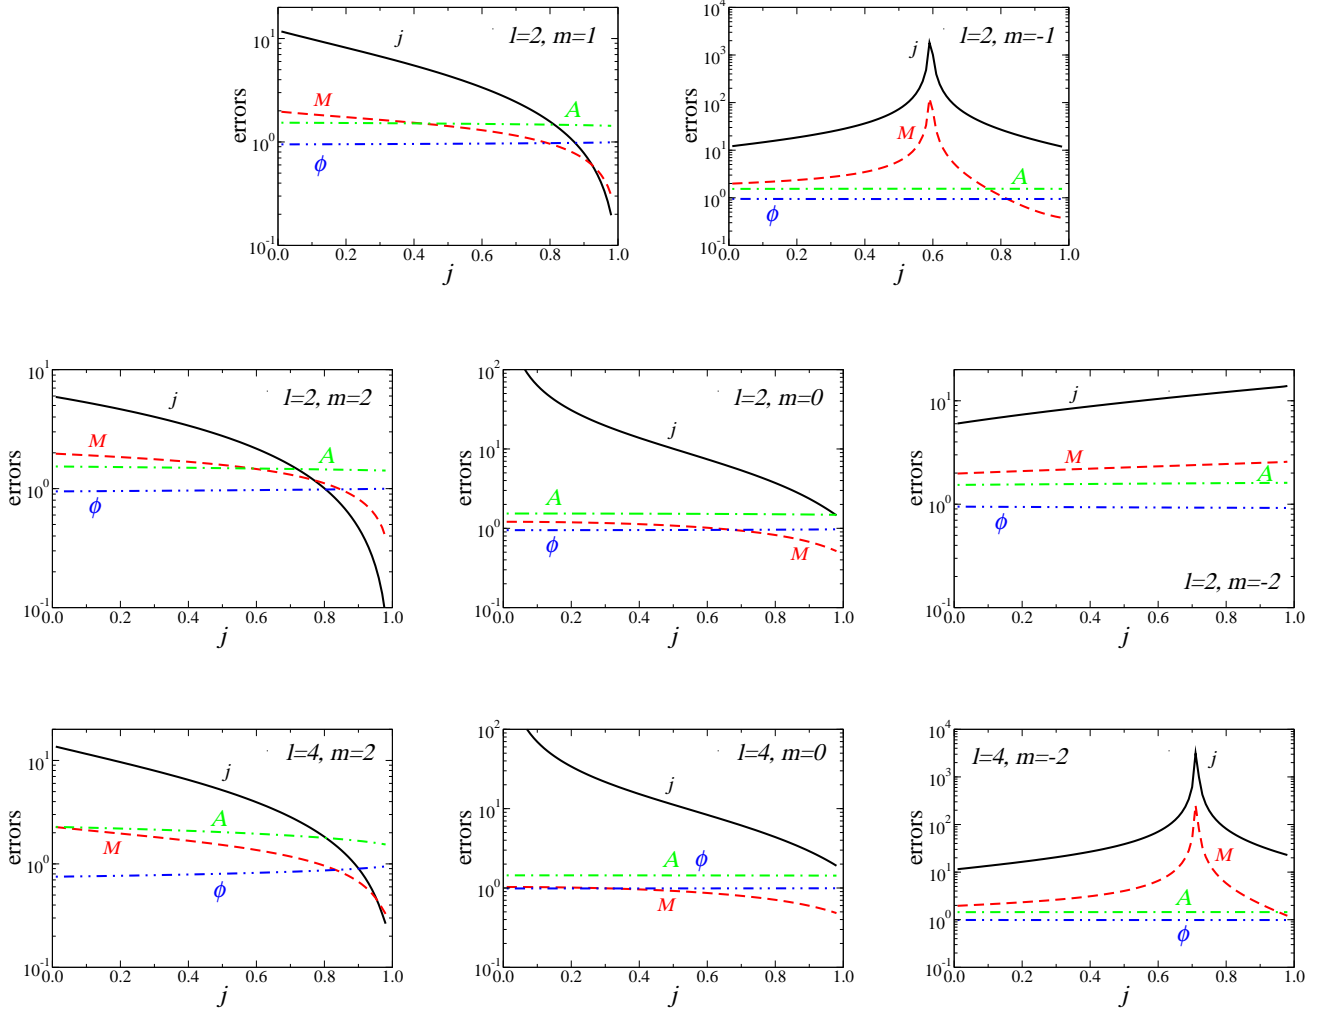 l=2, m=1
errors
10^1
10^0
10^-1
j
M
A
ϕ
0.0 0.2 0.4 0.6 0.8 1.0
j
l=2, m=-1
errors
10^4
10^3
10^2
10^1
10^0
10^-1
j
M
A
ϕ
0.0 0.2 0.4 0.6 0.8 1.0
j
l=2, m=2
errors
10^1
10^0
10^-1
j
M
A
ϕ
0.0 0.2 0.4 0.6 0.8 1.0
j
l=2, m=0
errors
10^2
10^1
10^0
10^-1
j
A
ϕ
M
0.0 0.2 0.4 0.6 0.8 1.0
j
errors
10^1
10^0
10^-1
j
M
A
ϕ
l=2, m=-2
0.0 0.2 0.4 0.6 0.8 1.0
j
l=4, m=2
errors
10^1
10^0
10^-1
j
A
M
ϕ
0.0 0.2 0.4 0.6 0.8 1.0
j
l=4, m=0
errors
10^2
10^1
10^0
10^-1
j
A
ϕ
M
0.0 0.2 0.4 0.6 0.8 1.0
j
l=4, m=-2
errors
10^4
10^3
10^2
10^1
10^0
10^-1
j
M
A
ϕ
0.0 0.2 0.4 0.6 0.8 1.0
j